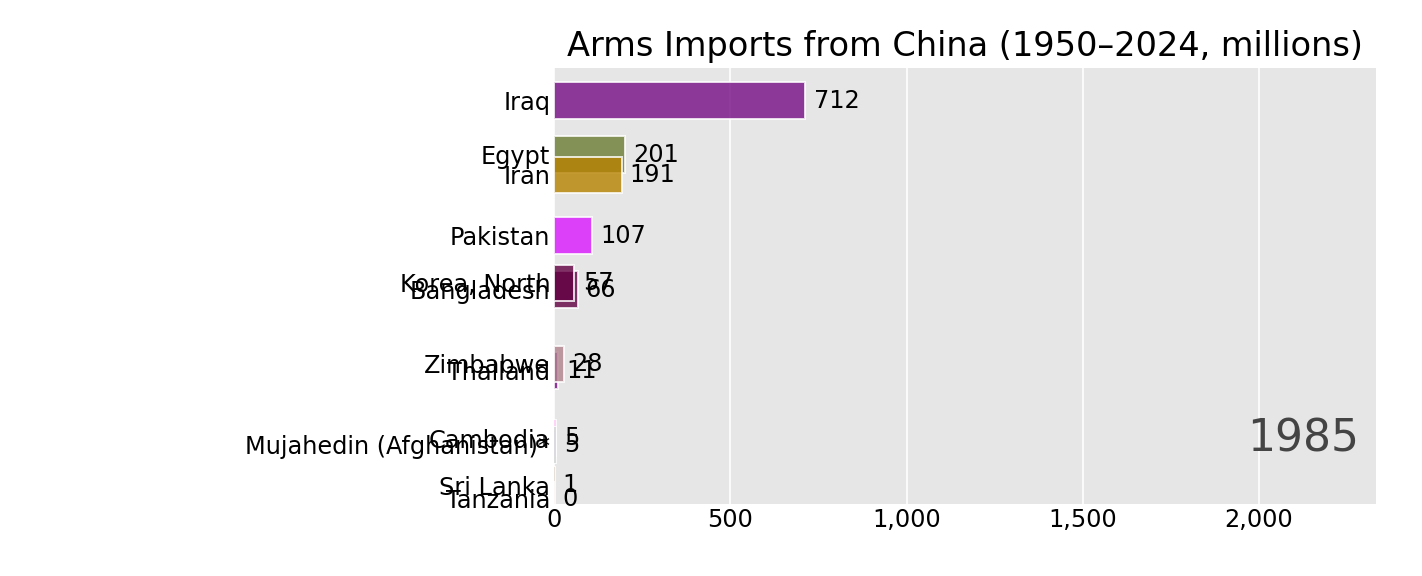 Arms Imports from China (1950–2024, millions)
Iraq 712
Egypt 201
Iran 191
Pakistan 107
Korea, North 57
Bangladesh 66
Zimbabwe 28
Thailand 11
Cambodia 5
Mujahedin (Afghanistan)* 5
1985
Sri Lanka 1
Tanzania 0
0 500 1,000 1,500 2,000